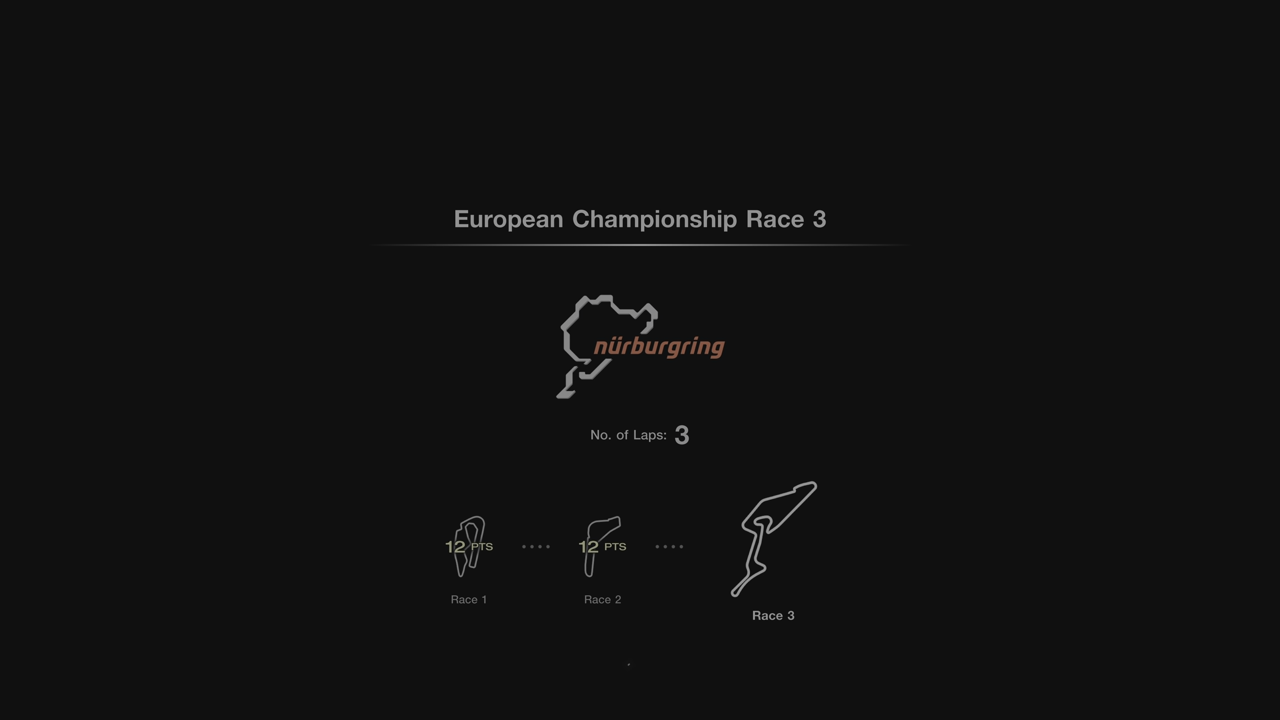 European Championship Race 3
nürburgring
No. of Laps: 3
12 PTS
12 PTS
Race 1
Race 2
Race 3